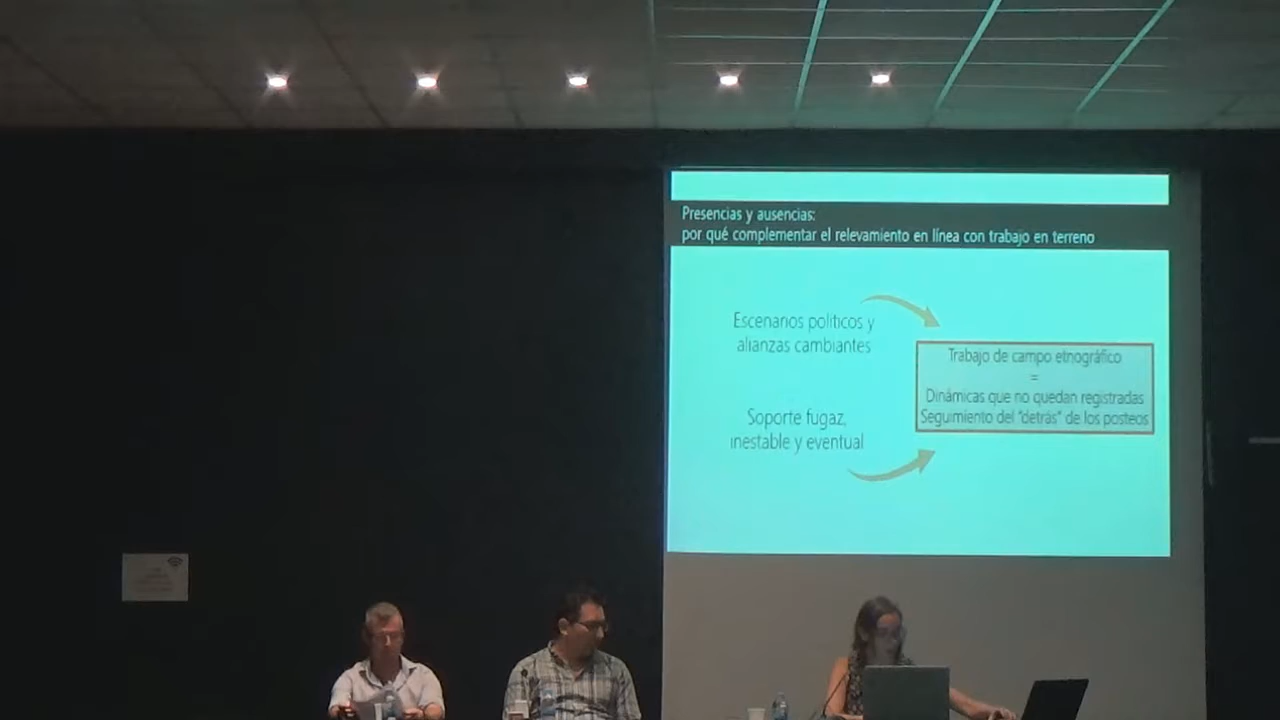 Presencias y ausencias:
por qué complementar el relevamiento en línea con trabajo en terreno
Escenarios políticos y
alianzas cambiantes
Trabajo de campo etnográfico
=
Dinámicas que no quedan registradas
Seguimiento del "detrás" de los posteos
Soporte fugaz,
inestable y eventual